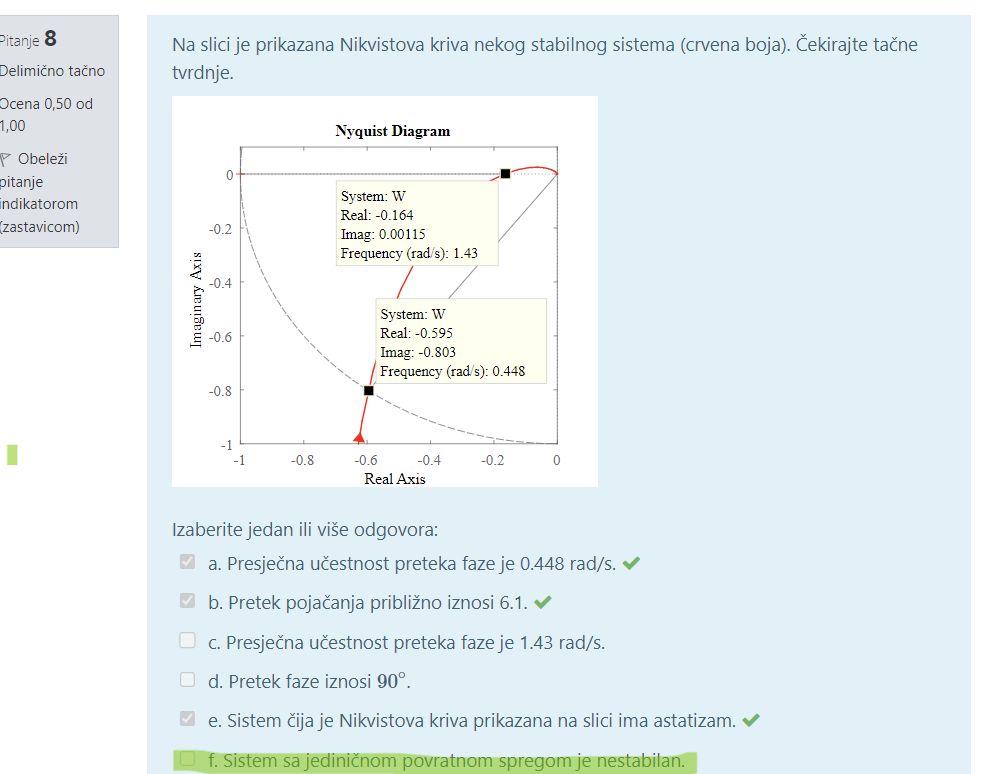 Pitanje 8
Delimično tačno
Ocena 0,50 od
1,00
Obeleži
pitanje
indikatorom
(zastavicom)
Na slici je prikazana Nikvistova kriva nekog stabilnog sistema (crvena boja). Čekirajte tačne
tvrdnje.
Nyquist Diagram
Imaginary Axis
0
-0.2
-0.4
-0.6
-0.8
-1
System: W
Real: -0.164
Imag: 0.00115
Frequency (rad/s): 1.43
System: W
Real: -0.595
Imag: -0.803
Frequency (rad/s): 0.448
-1 -0.8 -0.6 -0.4 -0.2 0
Real Axis
Izaberite jedan ili više odgovora:
a. Presječna učestnost preteka faze je 0.448 rad/s.
b. Pretek pojačanja približno iznosi 6.1.
c. Presječna učestnost preteka faze je 1.43 rad/s.
d. Pretek faze iznosi 90°.
e. Sistem čija je Nikvistova kriva prikazana na slici ima astatizam.
f. Sistem sa jediničnom povratnom spregom je nestabilan.